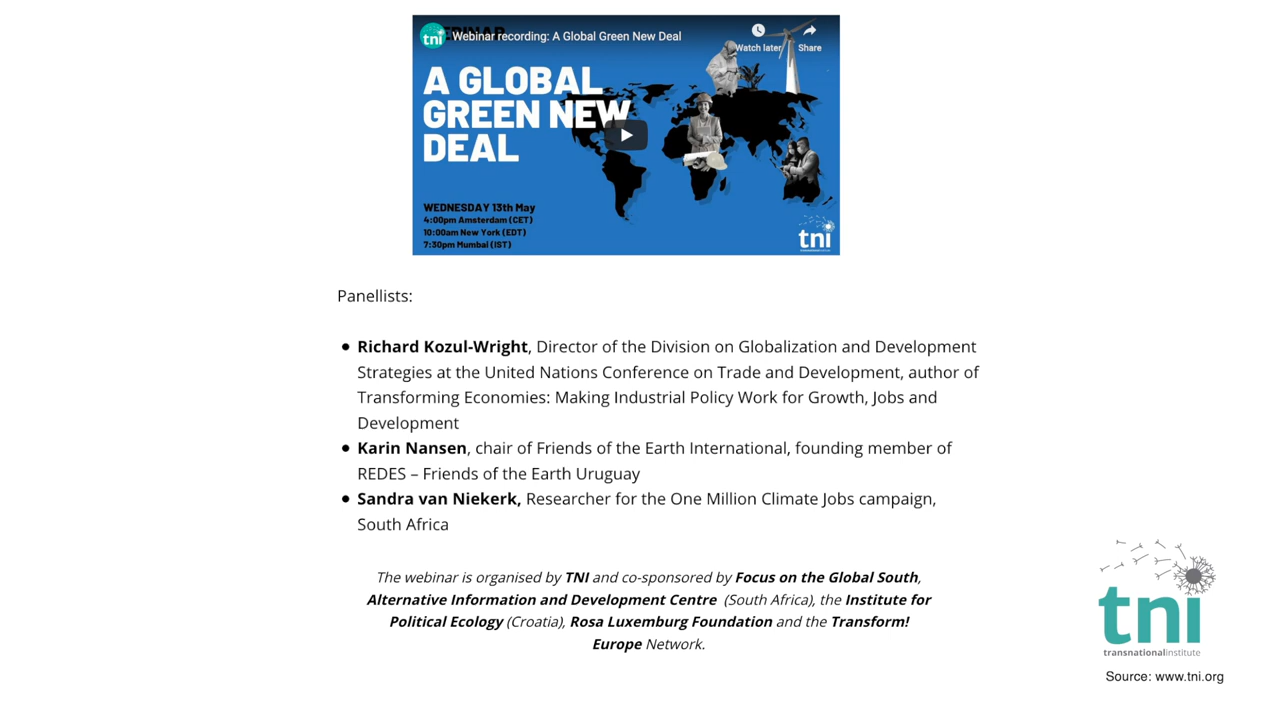 WEBINAR
tni Webinar recording: A Global Green New Deal
Watch later Share
A GLOBAL
GREEN NEW
DEAL
WEDNESDAY 13th May
4:00pm Amsterdam (CET)
10:00am New York (EDT)
7:30pm Mumbai (IST)
tni
Panellists:
• Richard Kozul-Wright, Director of the Division on Globalization and Development
Strategies at the United Nations Conference on Trade and Development, author of
Transforming Economies: Making Industrial Policy Work for Growth, Jobs and
Development
• Karin Nansen, chair of Friends of the Earth International, founding member of
REDES – Friends of the Earth Uruguay
• Sandra van Niekerk, Researcher for the One Million Climate Jobs campaign,
South Africa
The webinar is organised by TNI and co-sponsored by Focus on the Global South,
Alternative Information and Development Centre (South Africa), the Institute for
Political Ecology (Croatia), Rosa Luxemburg Foundation and the Transform!
Europe Network.
tni
transnationalinstitute
Source: www.tni.org